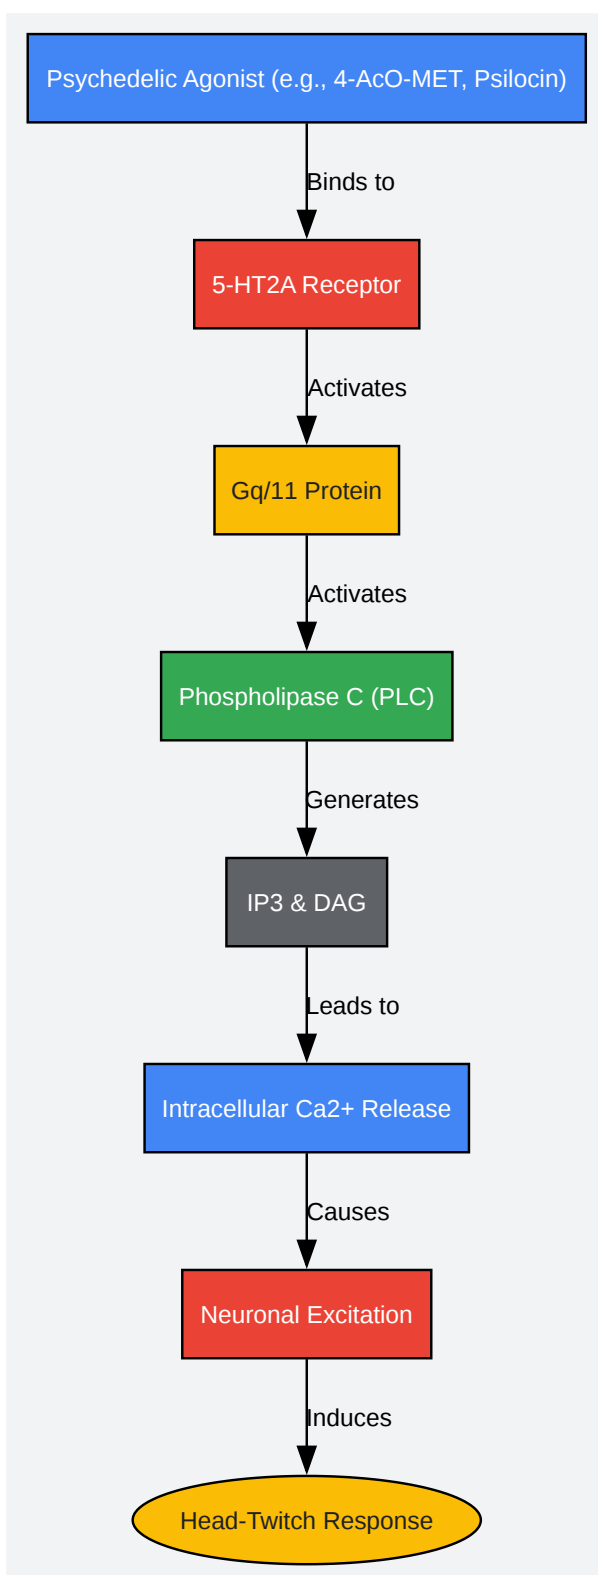 Psychedelic Agonist (e.g., 4-AcO-MET, Psilocin)
Binds to
5-HT2A Receptor
Activates
Gq/11 Protein
Activates
Phospholipase C (PLC)
Generates
IP3 & DAG
Leads to
Intracellular Ca2+ Release
Causes
Neuronal Excitation
Induces
Head-Twitch Response